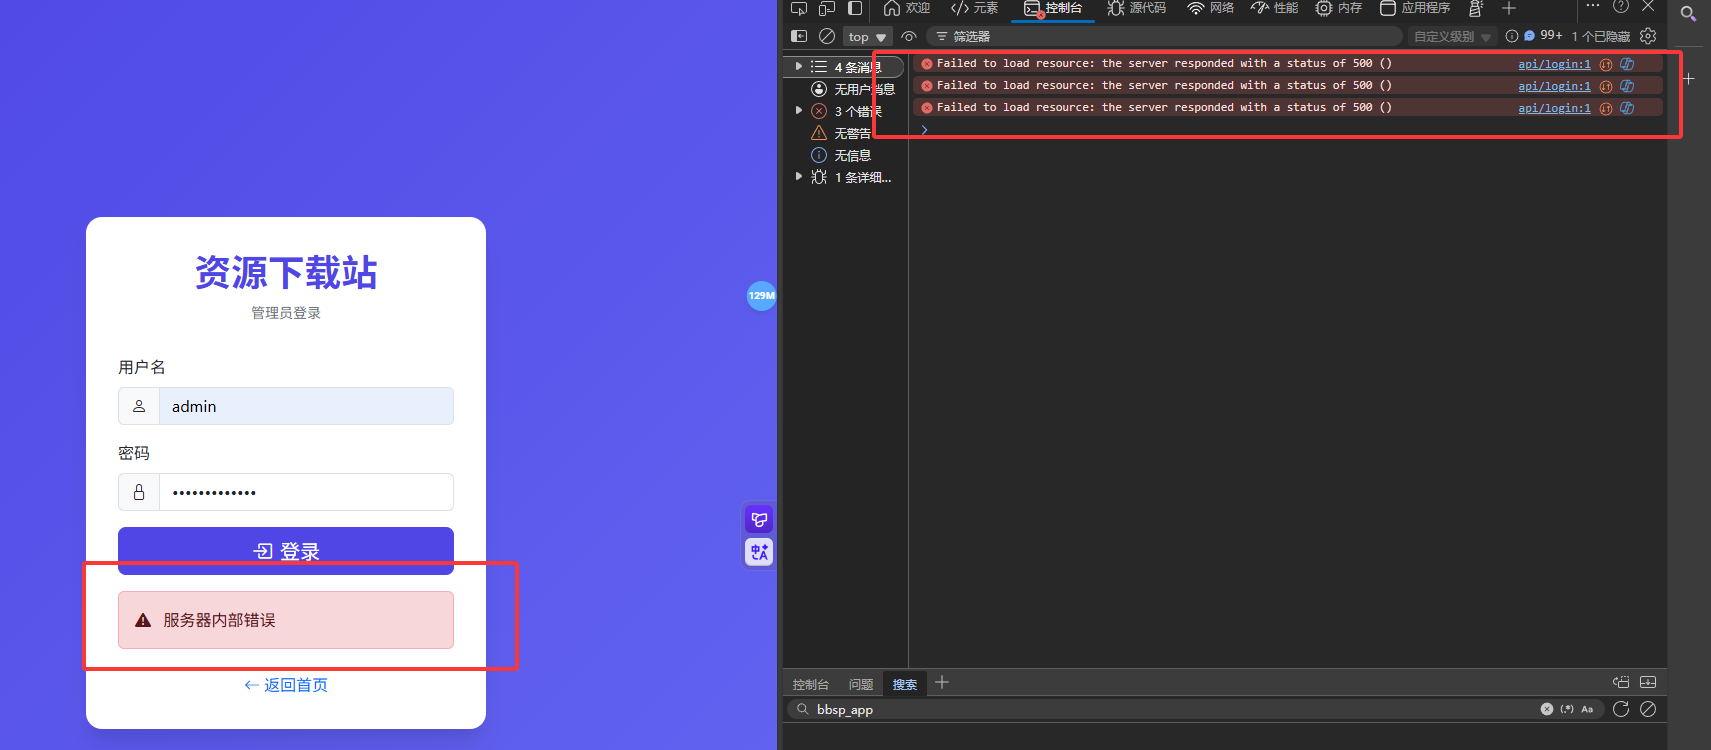 资源下载站
管理员登录
用户名
admin
密码
•••••••••••••
登录
服务器内部错误
← 返回首页
129M
中A
欢迎
</> 元素
控制台
源代码
网络
性能
内存
应用程序
top
筛选器
自定义级别
99+
1 个已隐藏
4 条消息
无用户消息
3 个错误
无警告
无信息
1 条详细...
Failed to load resource: the server responded with a status of 500 () api/login:1
Failed to load resource: the server responded with a status of 500 () api/login:1
Failed to load resource: the server responded with a status of 500 () api/login:1
控制台
问题
搜索
bbsp_app
(.*)
Aa